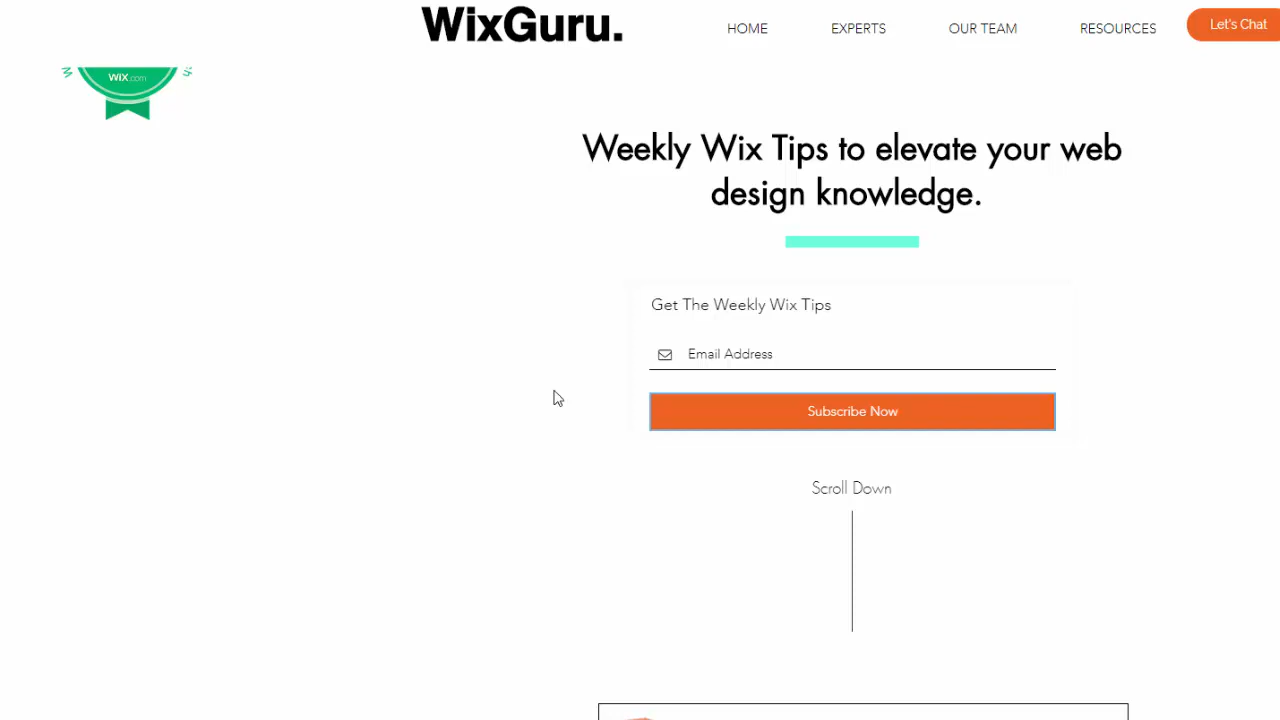 WixGuru.
HOME
EXPERTS
OUR TEAM
RESOURCES
Let's Chat
WiX.com
Weekly Wix Tips to elevate your web
design knowledge.
Get The Weekly Wix Tips
Email Address
Subscribe Now
Scroll Down